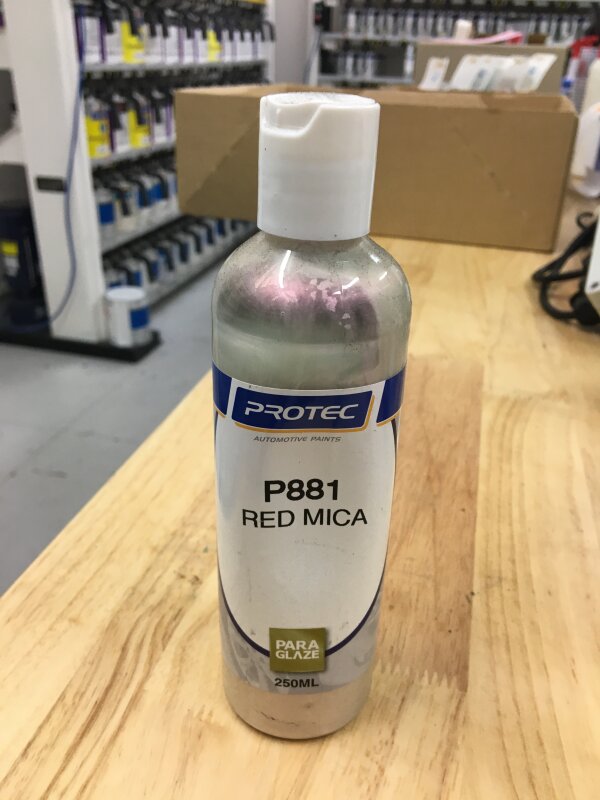 PROTEC
AUTOMOTIVE PAINTS
P881
RED MICA
PARA
GLAZE
250ML